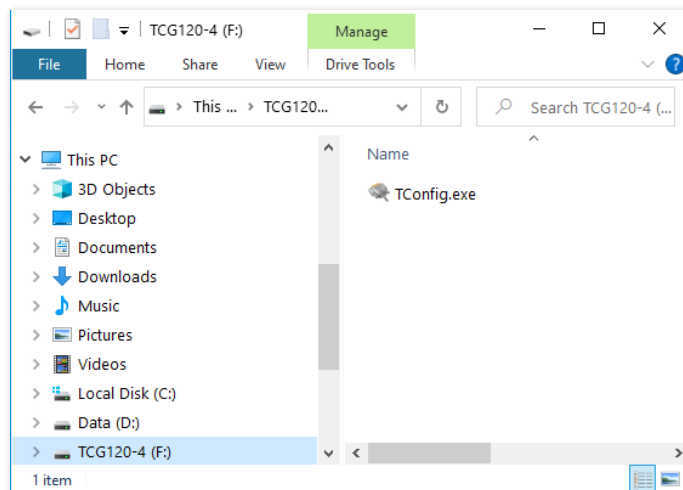 TCG120-4 (F:)
Manage
File
Home
Share
View
Drive Tools
This ...
TCG120...
Search TCG120-4 (...
This PC
3D Objects
Desktop
Documents
Downloads
Music
Pictures
Videos
Local Disk (C:)
Data (D:)
TCG120-4 (F:)
Name
TConfig.exe
1 item